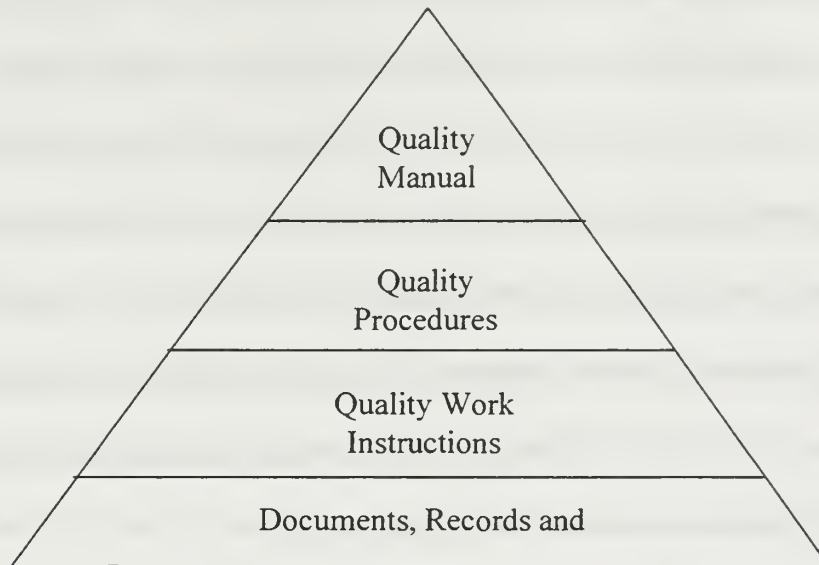 Quality
Manual
Quality
Procedures
Quality Work
Instructions
Documents, Records and